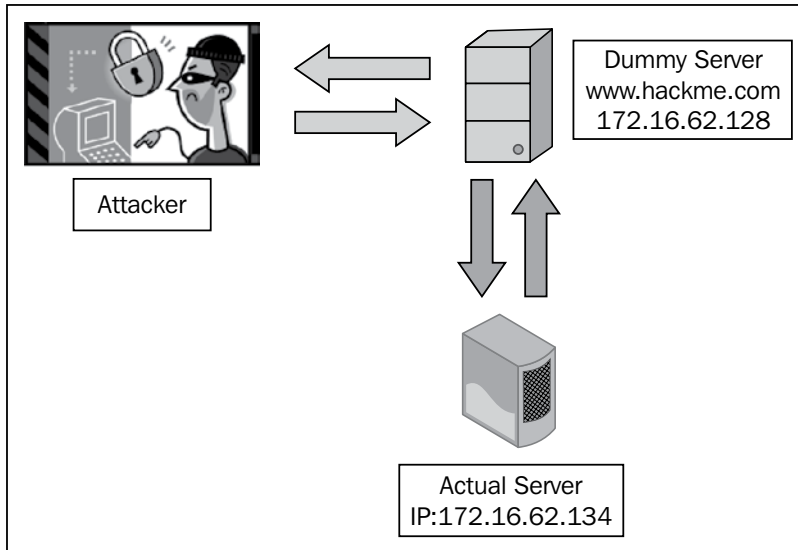 Attacker
Dummy Server
www.hackme.com
172.16.62.128
Actual Server
IP:172.16.62.134